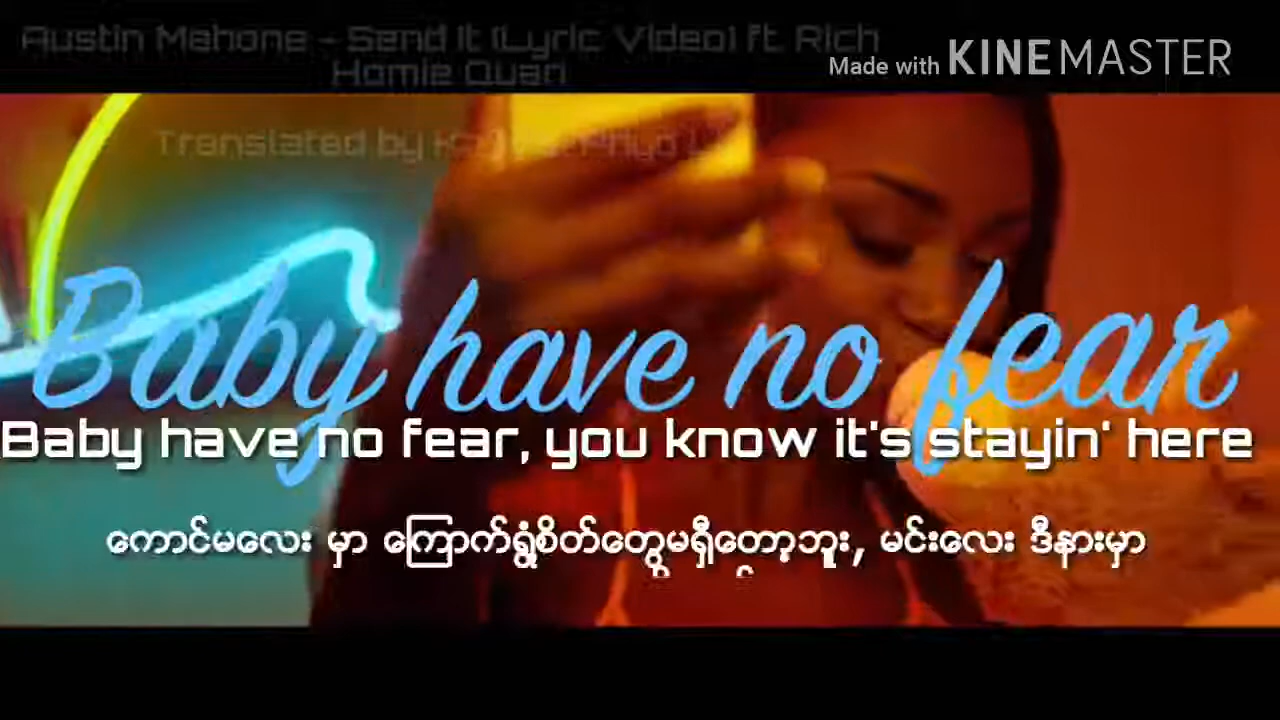 Austin Mahone - Send It (Lyric Video) ft. Rich
Homie Quan
Made with KINEMASTER
Translated by
Baby have no fear
Baby have no fear, you know it's stayin' here
ကောင်မလေး မှာ ကြောက်ရွံ့စိတ်တွေမရှိတော့ဘူး, မင်းလေး ဒီနားမှာ